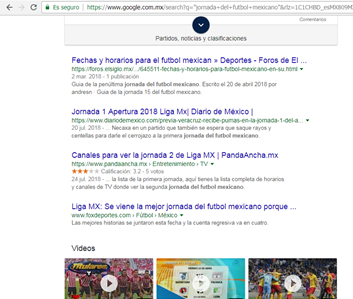 Es seguro | https://www.google.com.mx/search?q="jornada+del+futbol+mexicano"&rlz=1C1CHBD_esMX809M
Comentarios
Partidos, noticias y clasificaciones
Fechas y horarios para el futbol mexican » Deportes - Foros de El ...
https://foros.elsiglo.mx/.../645511-fechas-y-horarios-para-futbol-mexicano-en-su.html
2 mar. 2018 - 1 publicación
Guia de la penúltima jornada del futbol mexicano. Escrito el 20 de abril 2018 por
andresn · Guia de la jornada 15 del futbol mexicano.
Jornada 1 Apertura 2018 Liga Mx| Diario de México |
https://www.diariodemexico.com/previa-veracruz-recibe-pumas-en-la-jornada-1-del-a...
20 jul. 2018 - ... Necaxa en un partido que también se espera que saque rayos y
centellas para darle el cerrojazo a la primera jornada del futbol mexicano.
Canales para ver la jornada 2 de Liga MX | PandaAncha.mx
https://www.pandaancha.mx › Entretenimiento › TV
Calificación: 3.2 - 5 votos
24 jul. 2018 - ... la lista de la primera jornada, aquí tienes la lista completa de horarios
y canales de TV donde ver la segunda jornada del futbol mexicano.
Liga MX: Se viene la mejor jornada del futbol mexicano porque ...
www.foxdeportes.com › Fútbol › México
Las mejores historias se juntaron esta fecha y la cuenta regresiva va en cuatro.
Videos